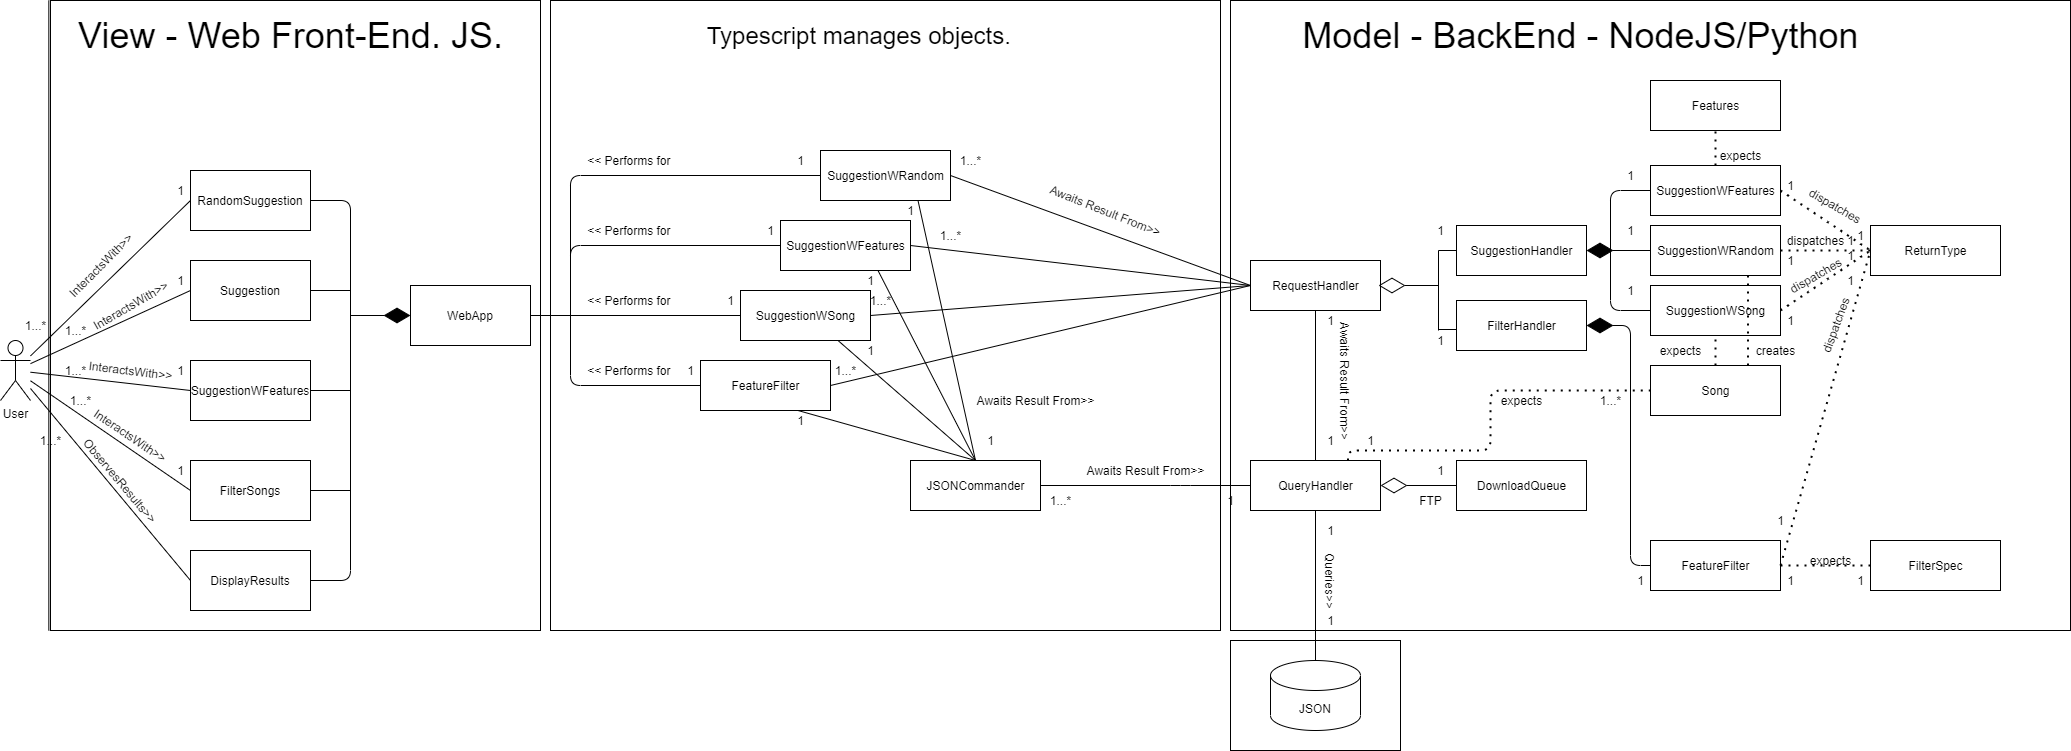 View - Web Front-End. JS.
RandomSuggestion
Suggestion
SuggestionWFeatures
FilterSongs
DisplayResults
WebApp
User
InteractsWith>>
InteractsWith>>
InteractsWith>>
InteractsWith>>
ObservesResults>>
1...*
1...*
1...*
1...*
1...*
1
1
1
1
Typescript manages objects.
<< Performs for
1
SuggestionWRandom
1...*
<< Performs for
1
SuggestionWFeatures
1
1...*
<< Performs for
1
SuggestionWSong
1
1...*
<< Performs for
1
FeatureFilter
1
1...*
1
Awaits Result From>>
Awaits Result From>>
1
JSONCommander
1...*
Awaits Result From>>
1
Model - BackEnd - NodeJS/Python
Features
expects
RequestHandler
1
SuggestionHandler
1
FilterHandler
1
SuggestionWFeatures
1
dispatches
1
SuggestionWRandom
1
dispatches
1
1
SuggestionWSong
1
dispatches
1
ReturnType
1
dispatches
expects
creates
Song
1...*
expects
1
1
Awaits Result From>>
1
QueryHandler
1
FTP
DownloadQueue
1
FeatureFilter
1
1
expects
1
FilterSpec
1
Queries>>
1
JSON